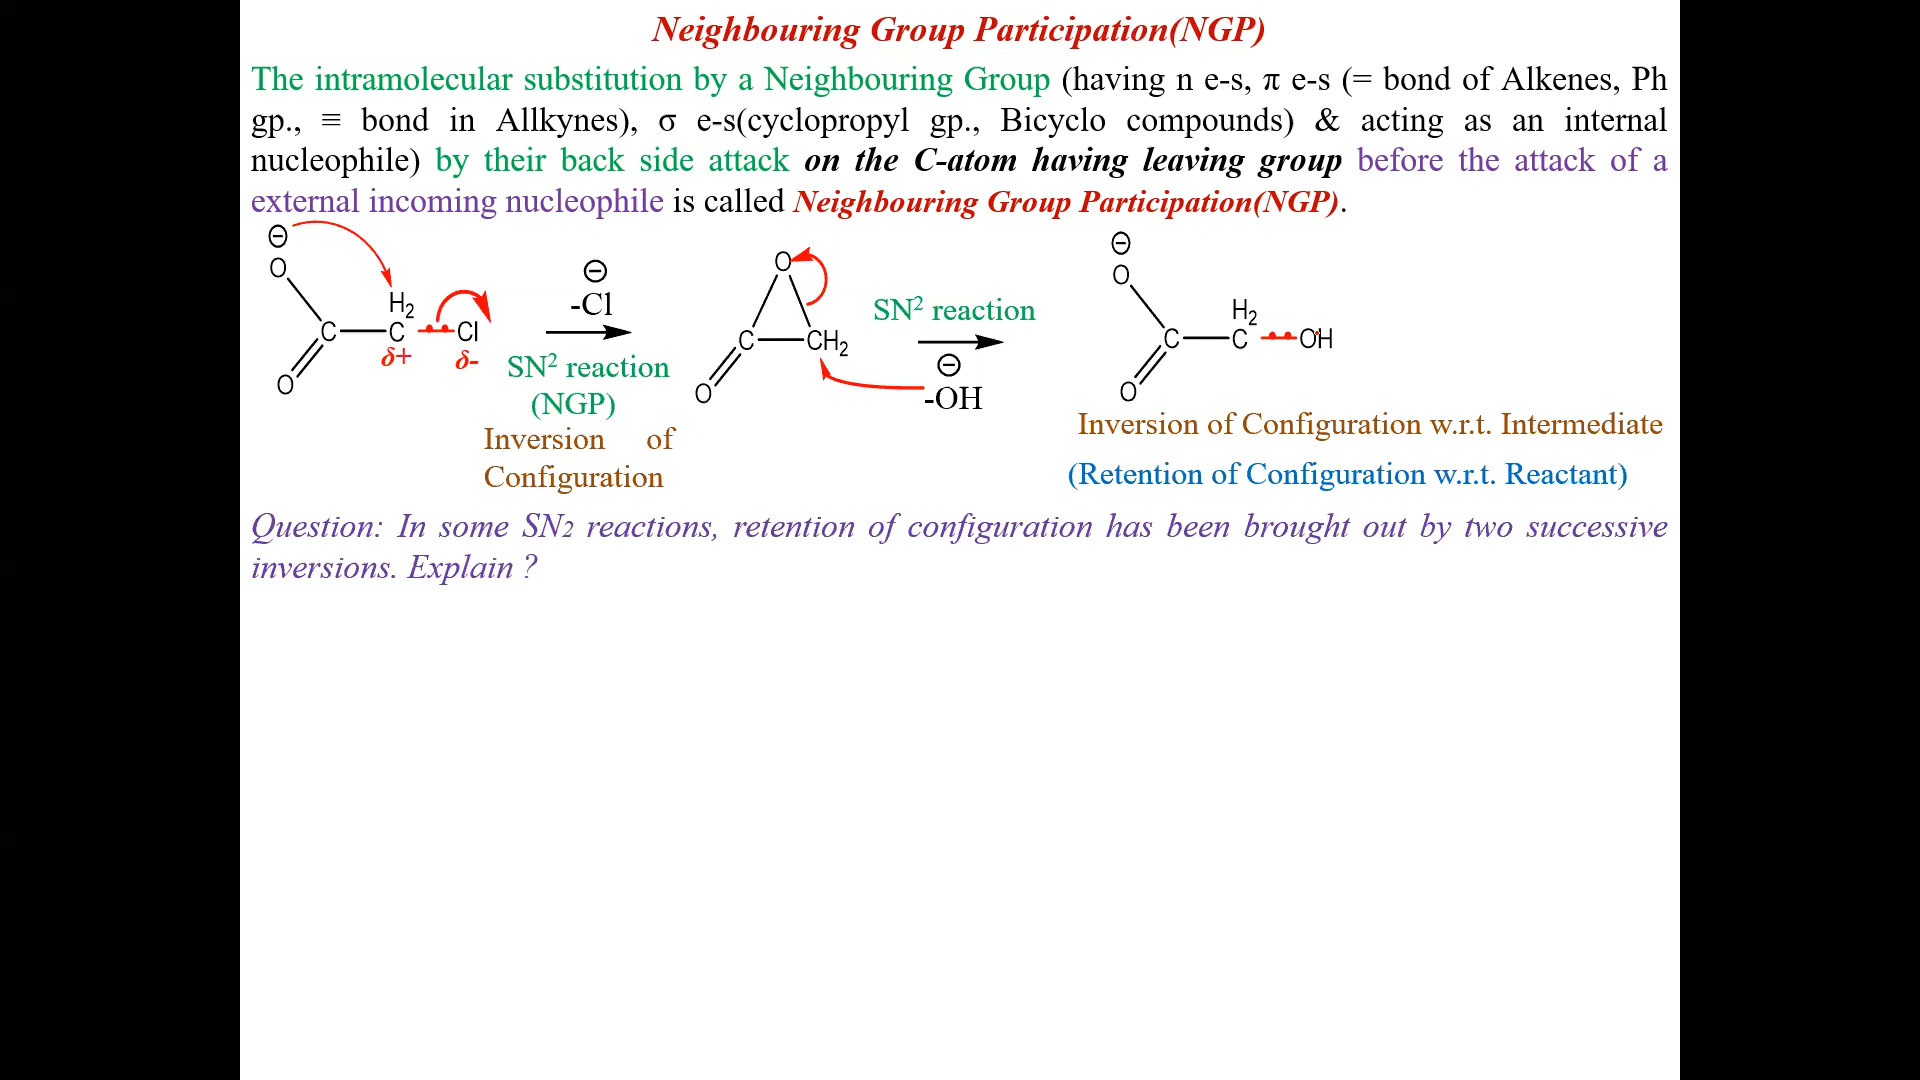 Neighbouring Group Participation(NGP)
The intramolecular substitution by a Neighbouring Group (having n e-s, π e-s (= bond of Alkenes, Ph
gp., ≡ bond in Allkynes), σ e-s(cyclopropyl gp., Bicyclo compounds) & acting as an internal
nucleophile) by their back side attack on the C-atom having leaving group before the attack of a
external incoming nucleophile is called Neighbouring Group Participation(NGP).
⊖
O
H2
C
C
Cl
δ+
δ-
O
⊖
-Cl
SN2 reaction
(NGP)
Inversion of
Configuration
O
C
CH2
O
SN2 reaction
⊖
-OH
⊖
O
H2
C
C
OH
O
Inversion of Configuration w.r.t. Intermediate
(Retention of Configuration w.r.t. Reactant)
Question: In some SN2 reactions, retention of configuration has been brought out by two successive
inversions. Explain ?